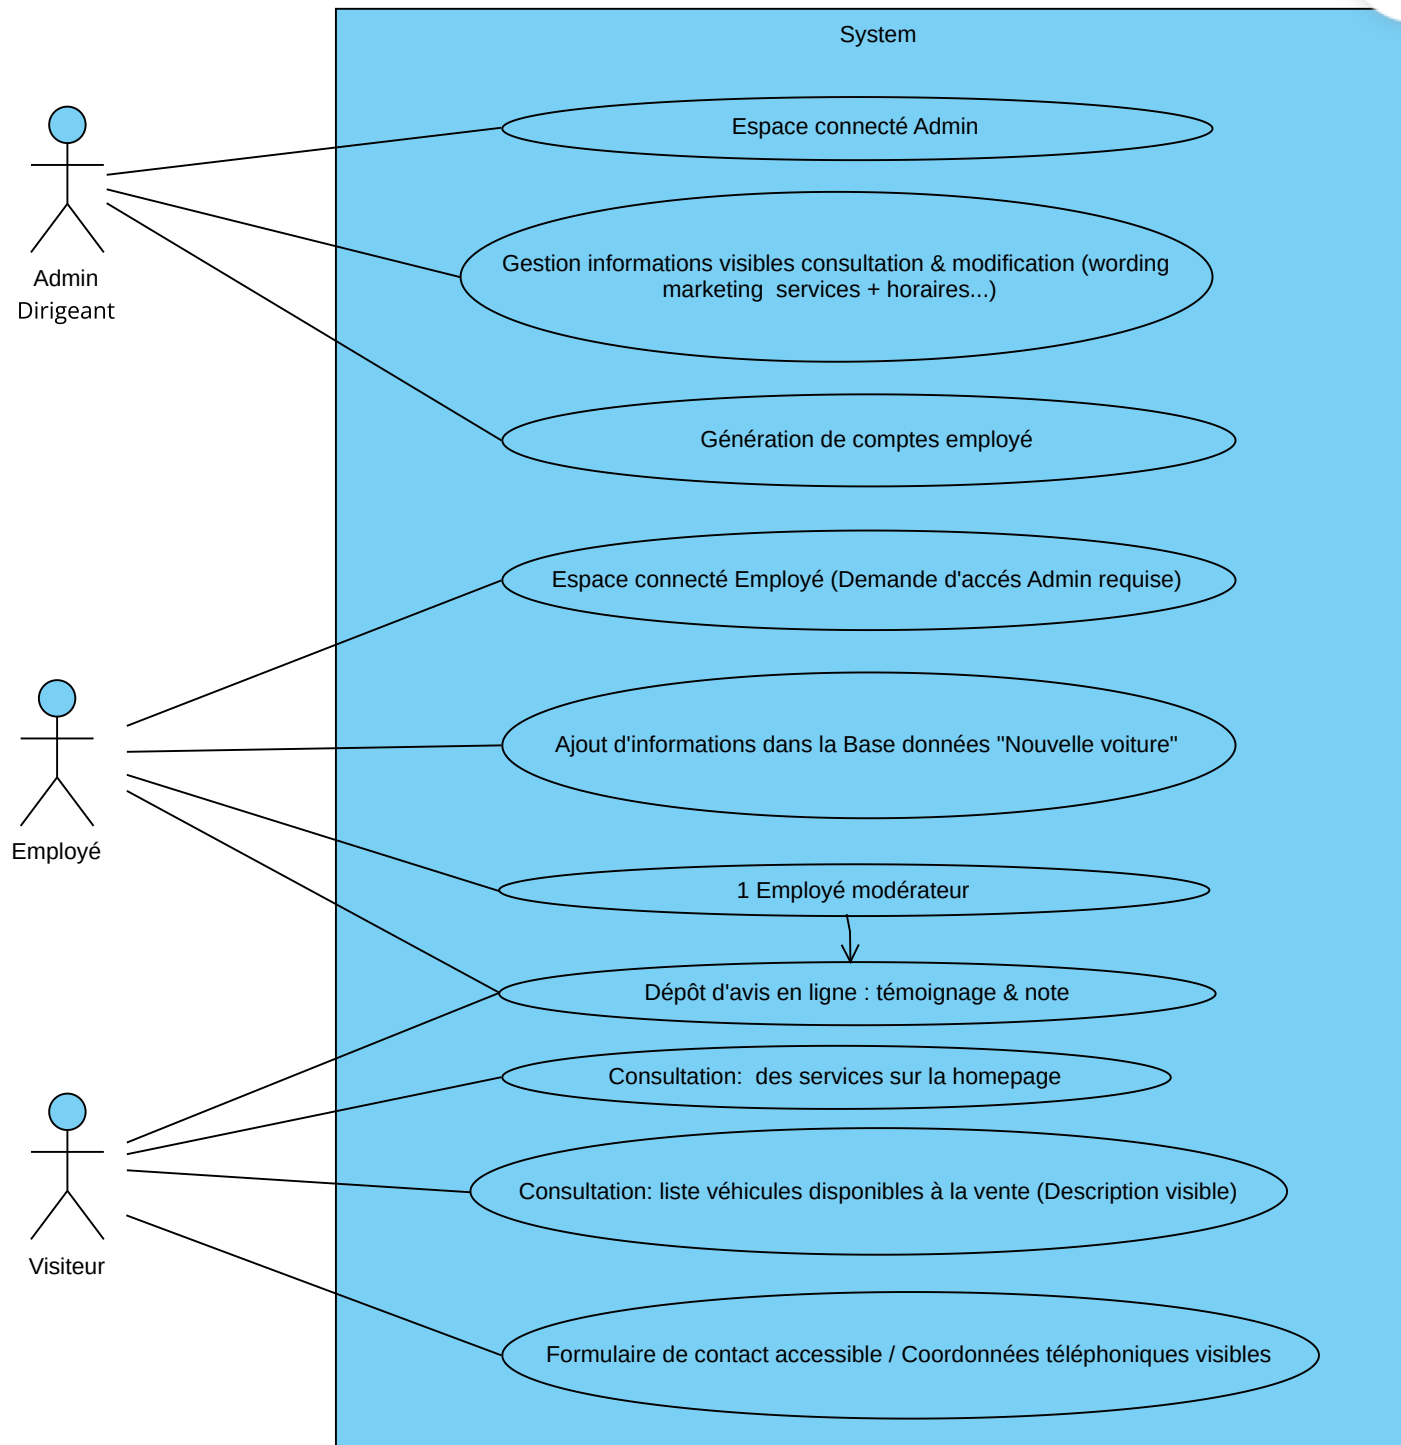 System
Espace connecté Admin
Admin
Dirigeant
Gestion informations visibles consultation & modification (wording
marketing  services + horaires...)
Génération de comptes employé
Espace connecté Employé (Demande d'accés Admin requise)
Employé
Ajout d'informations dans la Base données "Nouvelle voiture"
1 Employé modérateur
Dépôt d'avis en ligne : témoignage & note
Consultation:  des services sur la homepage
Visiteur
Consultation: liste véhicules disponibles à la vente (Description visible)
Formulaire de contact accessible / Coordonnées téléphoniques visibles